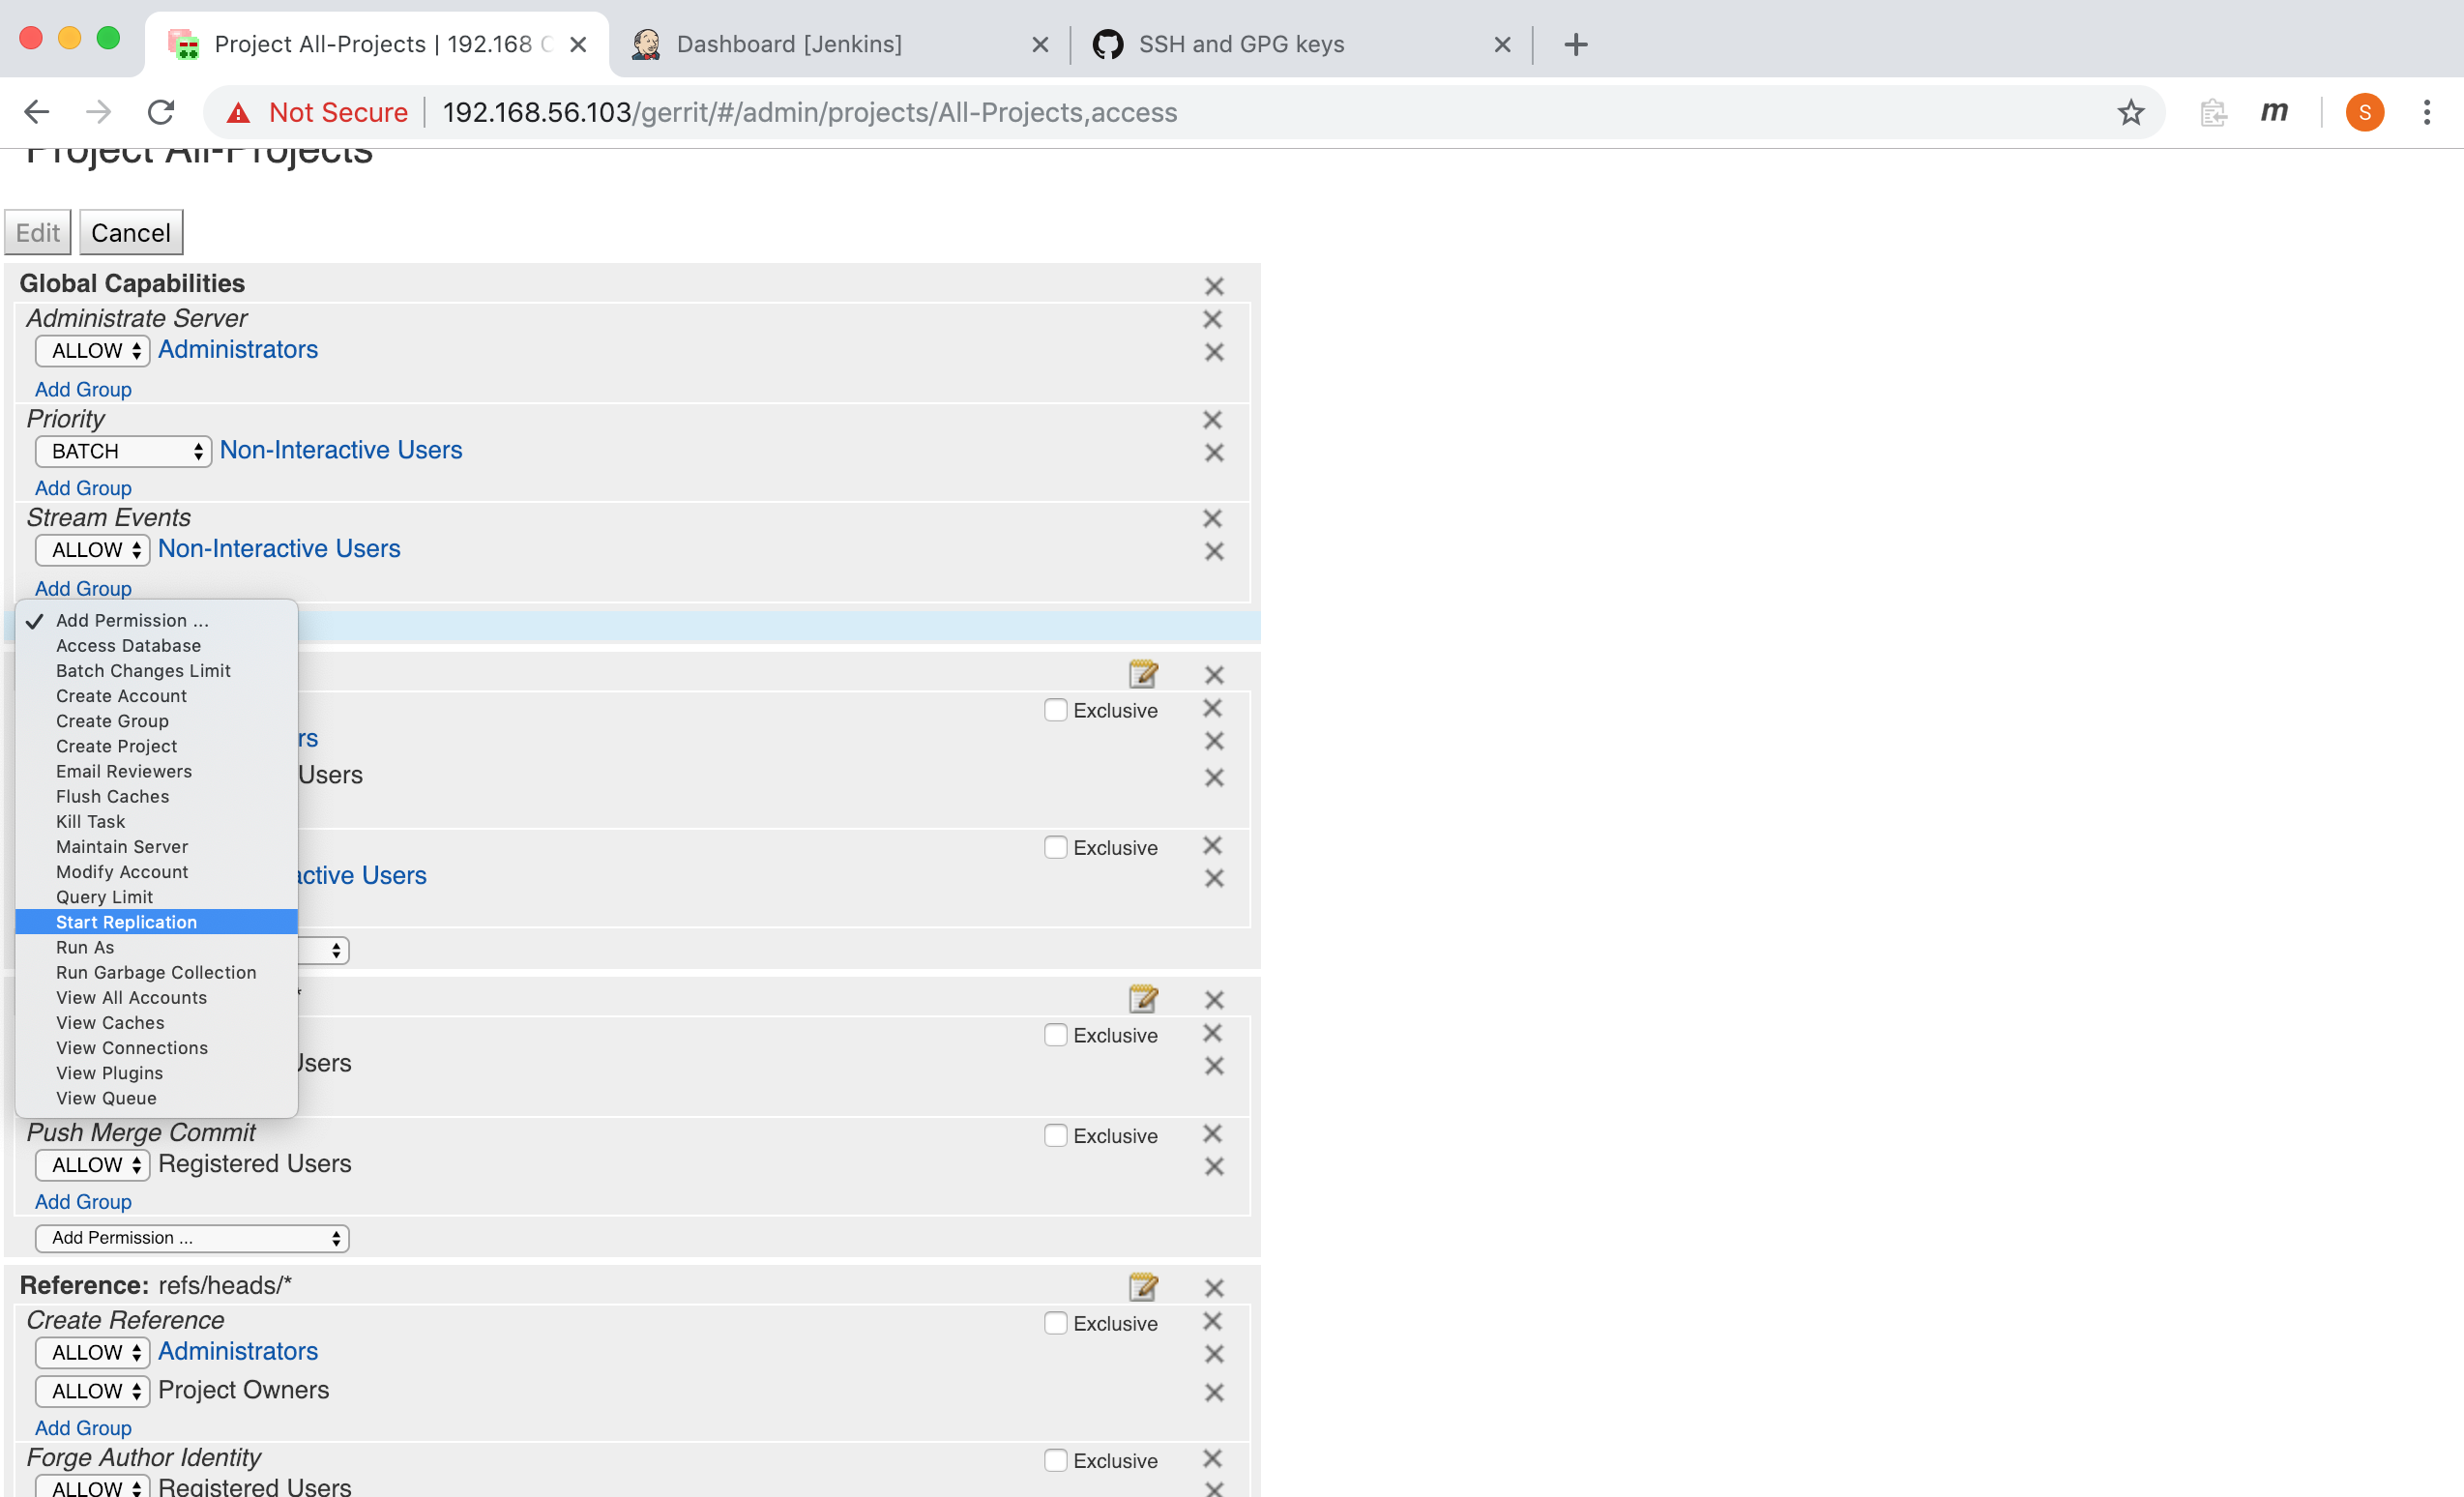 Project All-Projects | 192.168
Dashboard [Jenkins]
SSH and GPG keys
Not Secure
192.168.56.103/gerrit/#/admin/projects/All-Projects,access
m
S
Project All-Projects
Edit
Cancel
Global Capabilities
Administrate Server
ALLOW Administrators
Add Group
Priority
BATCH Non-Interactive Users
Add Group
Stream Events
ALLOW Non-Interactive Users
Add Group
✓ Add Permission ...
Access Database
Batch Changes Limit
Create Account
Create Group
Create Project
Email Reviewers
Flush Caches
Kill Task
Maintain Server
Modify Account
Query Limit
Start Replication
Run As
Run Garbage Collection
View All Accounts
View Caches
View Connections
View Plugins
View Queue
Exclusive
rs
Users
Exclusive
active Users
*
Exclusive
Users
Push Merge Commit
Exclusive
ALLOW Registered Users
Add Group
Add Permission ...
Reference: refs/heads/*
Create Reference
Exclusive
ALLOW Administrators
ALLOW Project Owners
Add Group
Forge Author Identity
Exclusive
ALLOW Registered Users